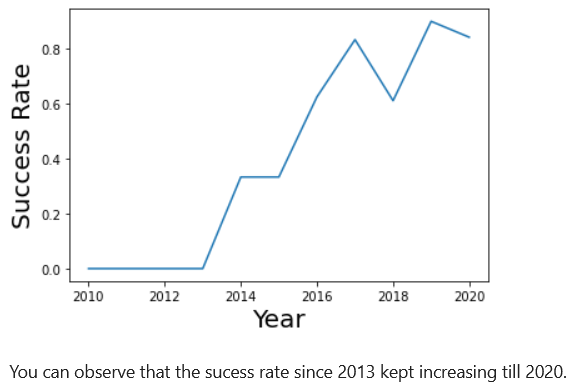 0.8
0.6
0.4
0.2
0.0
Success Rate
2010 2012 2014 2016 2018 2020
Year
You can observe that the sucess rate since 2013 kept increasing till 2020.